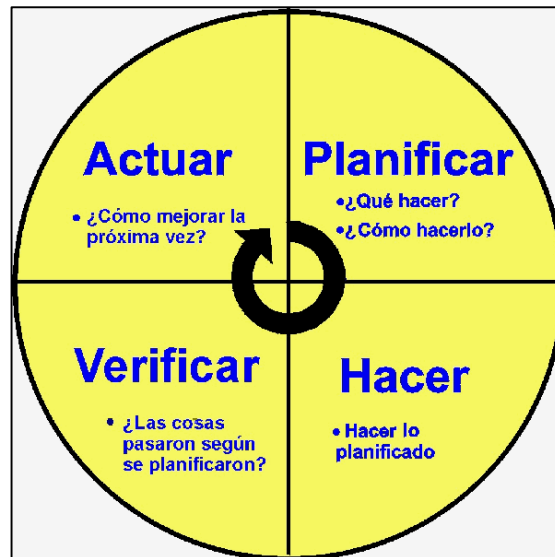 Actuar
• ¿Cómo mejorar la
próxima vez?
Planificar
•¿Qué hacer?
•¿Cómo hacerlo?
Verificar
• ¿Las cosas
pasaron según
se planificaron?
Hacer
• Hacer lo
planificado